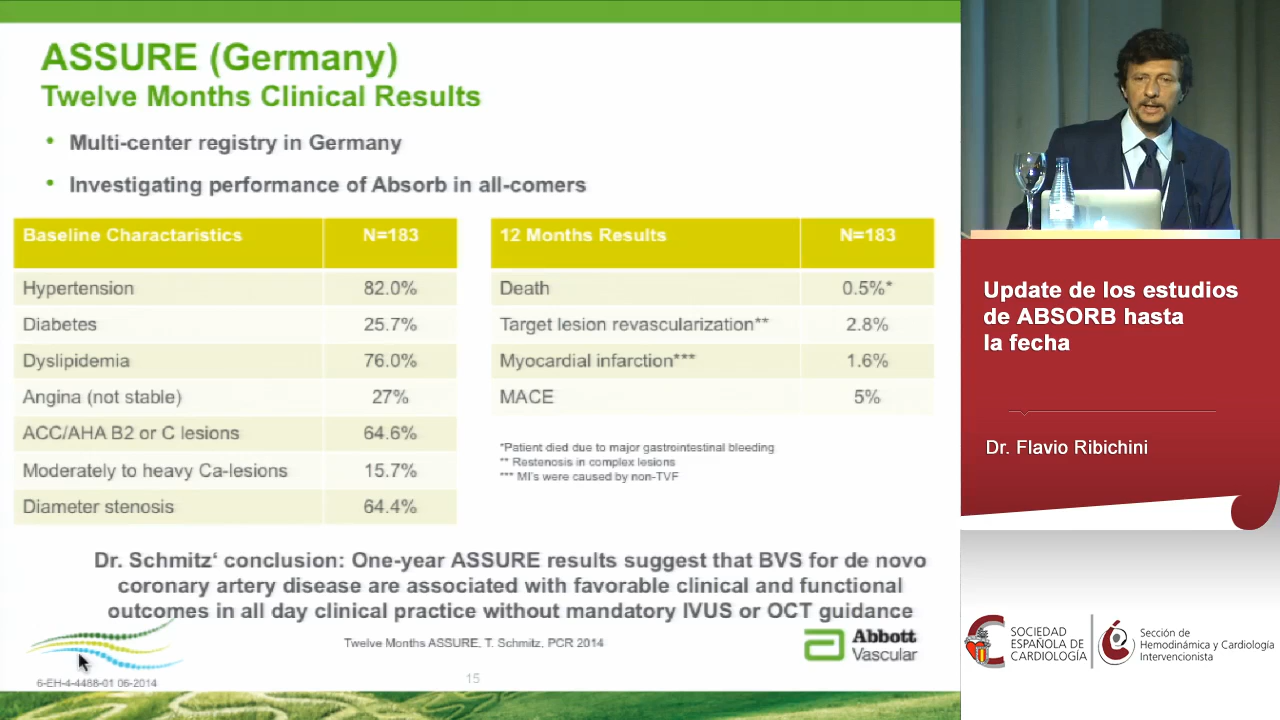 ASSURE (Germany)
Twelve Months Clinical Results
• Multi-center registry in Germany
• Investigating performance of Absorb in all-comers
Baseline Charactaristics N=183
Hypertension 82.0%
Diabetes 25.7%
Dyslipidemia 76.0%
Angina (not stable) 27%
ACC/AHA B2 or C lesions 64.6%
Moderately to heavy Ca-lesions 15.7%
Diameter stenosis 64.4%
12 Months Results N=183
Death 0.5%*
Target lesion revascularization** 2.8%
Myocardial infarction*** 1.6%
MACE 5%
*Patient died due to major gastrointestinal bleeding
** Restenosis in complex lesions
*** MI's were caused by non-TVF
Dr. Schmitz‘ conclusion: One-year ASSURE results suggest that BVS for de novo
coronary artery disease are associated with favorable clinical and functional
outcomes in all day clinical practice without mandatory IVUS or OCT guidance
Twelve Months ASSURE, T. Schmitz, PCR 2014
Abbott
Vascular
6-EH-4-4488-01 06-2014
15
Update de los estudios
de ABSORB hasta
la fecha
Dr. Flavio Ribichini
SOCIEDAD
ESPAÑOLA DE
CARDIOLOGÍA
Sección de
Hemodinámica y Cardiología
Intervencionista